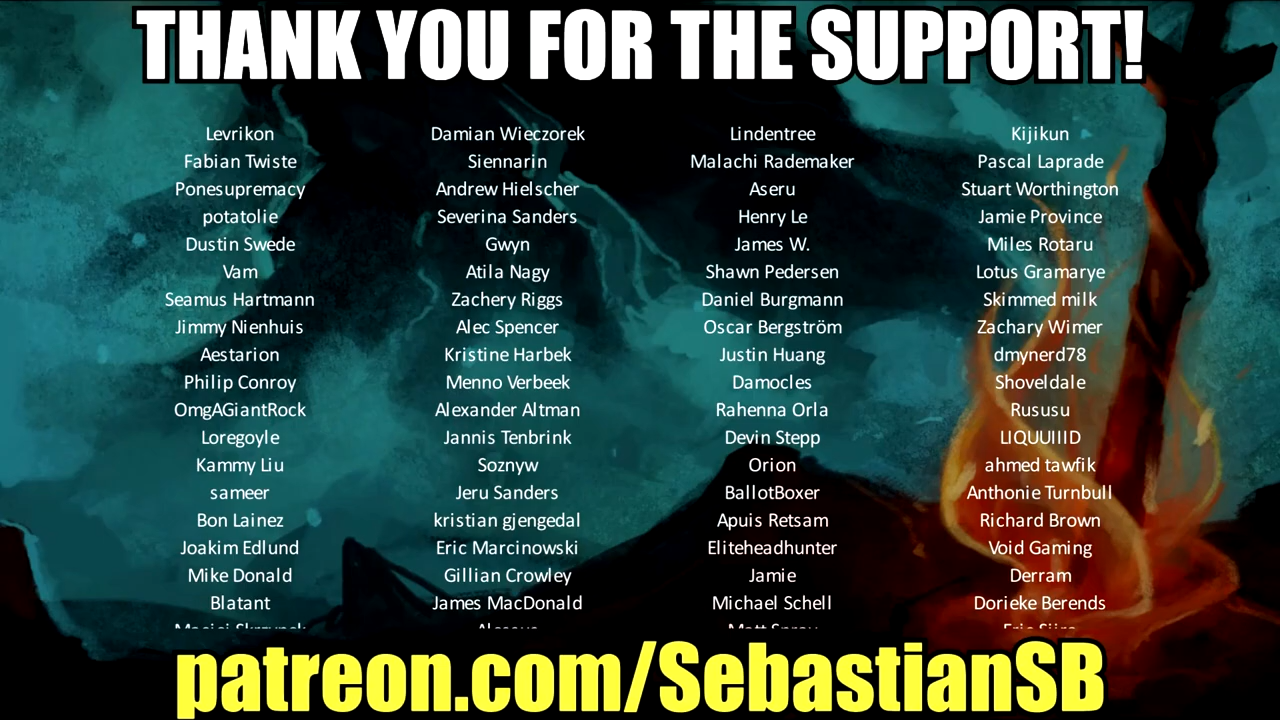 THANK YOU FOR THE SUPPORT!
Levrikon
Fabian Twiste
Ponesupremacy
potatolie
Dustin Swede
Vam
Seamus Hartmann
Jimmy Nienhuis
Aestarion
Philip Conroy
OmgAGiantRock
Loregoyle
Kammy Liu
sameer
Bon Lainez
Joakim Edlund
Mike Donald
Blatant
Damian Wieczorek
Siennarin
Andrew Hielscher
Severina Sanders
Gwyn
Atila Nagy
Zachery Riggs
Alec Spencer
Kristine Harbek
Menno Verbeek
Alexander Altman
Jannis Tenbrink
Soznyw
Jeru Sanders
kristian gjengedal
Eric Marcinowski
Gillian Crowley
James MacDonald
Lindentree
Malachi Rademaker
Aseru
Henry Le
James W.
Shawn Pedersen
Daniel Burgmann
Oscar Bergström
Justin Huang
Damocles
Rahenna Orla
Devin Stepp
Orion
BallotBoxer
Apuis Retsam
Eliteheadhunter
Jamie
Michael Schell
Kijikun
Pascal Laprade
Stuart Worthington
Jamie Province
Miles Rotaru
Lotus Gramarye
Skimmed milk
Zachary Wimer
dmynerd78
Shoveldale
Rususu
LIQUUIIID
ahmed tawfik
Anthonie Turnbull
Richard Brown
Void Gaming
Derram
Dorieke Berends
patreon.com/SebastianSB